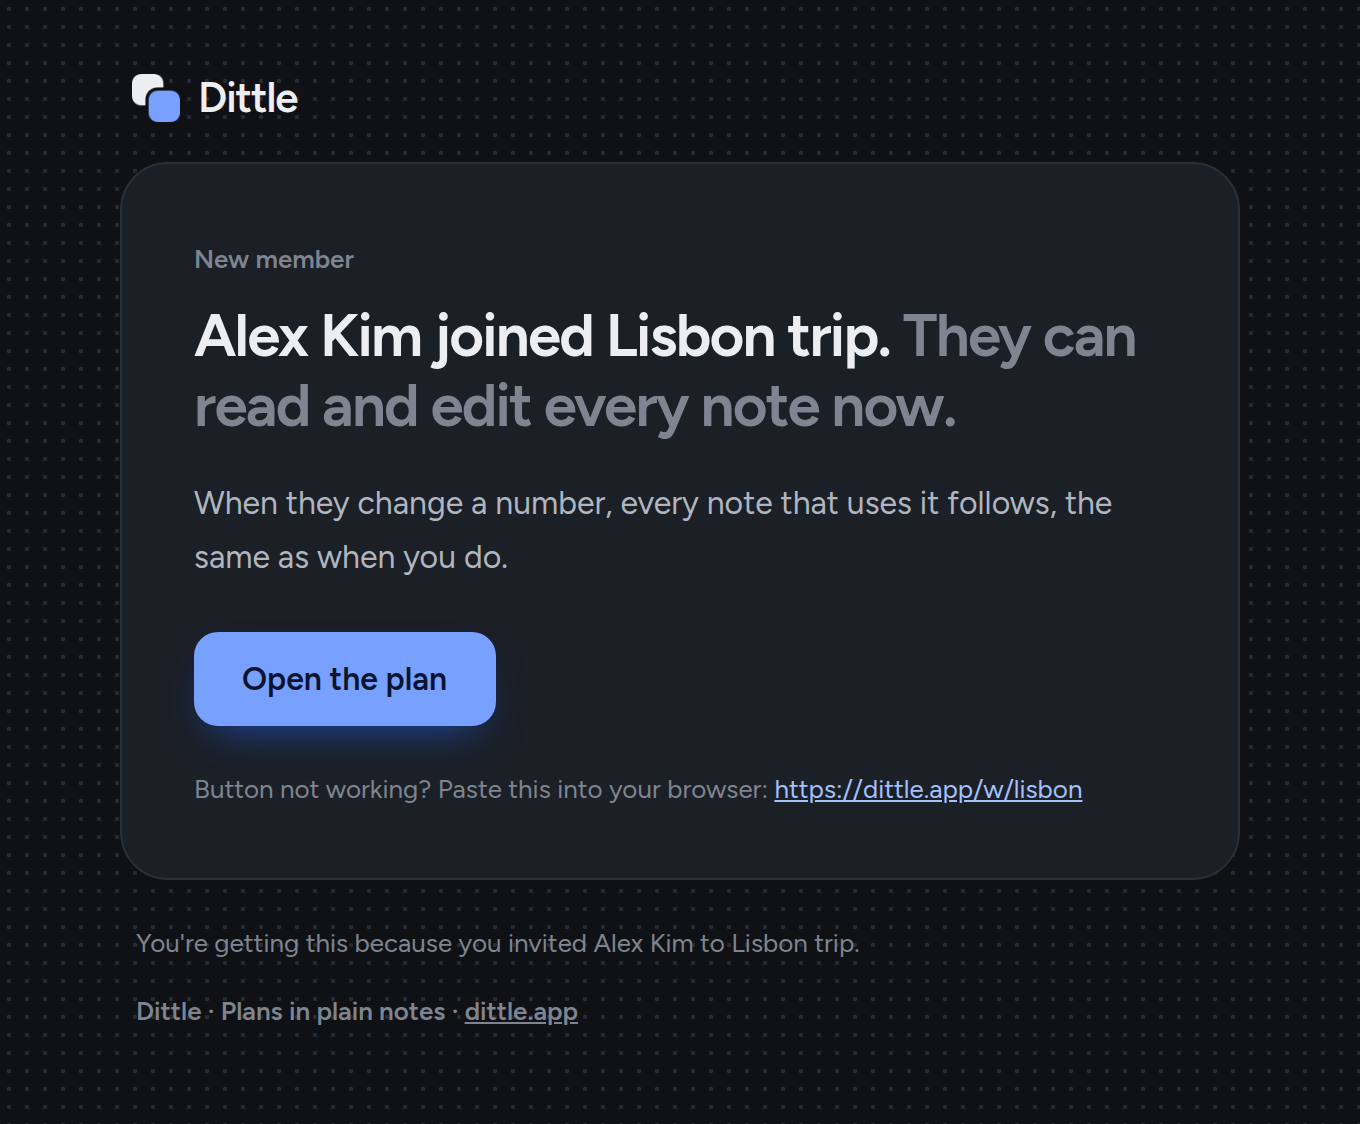 Dittle
New member
Alex Kim joined Lisbon trip. They can
read and edit every note now.
When they change a number, every note that uses it follows, the
same as when you do.
Open the plan
Button not working? Paste this into your browser: https://dittle.app/w/lisbon
You're getting this because you invited Alex Kim to Lisbon trip.
Dittle · Plans in plain notes · dittle.app